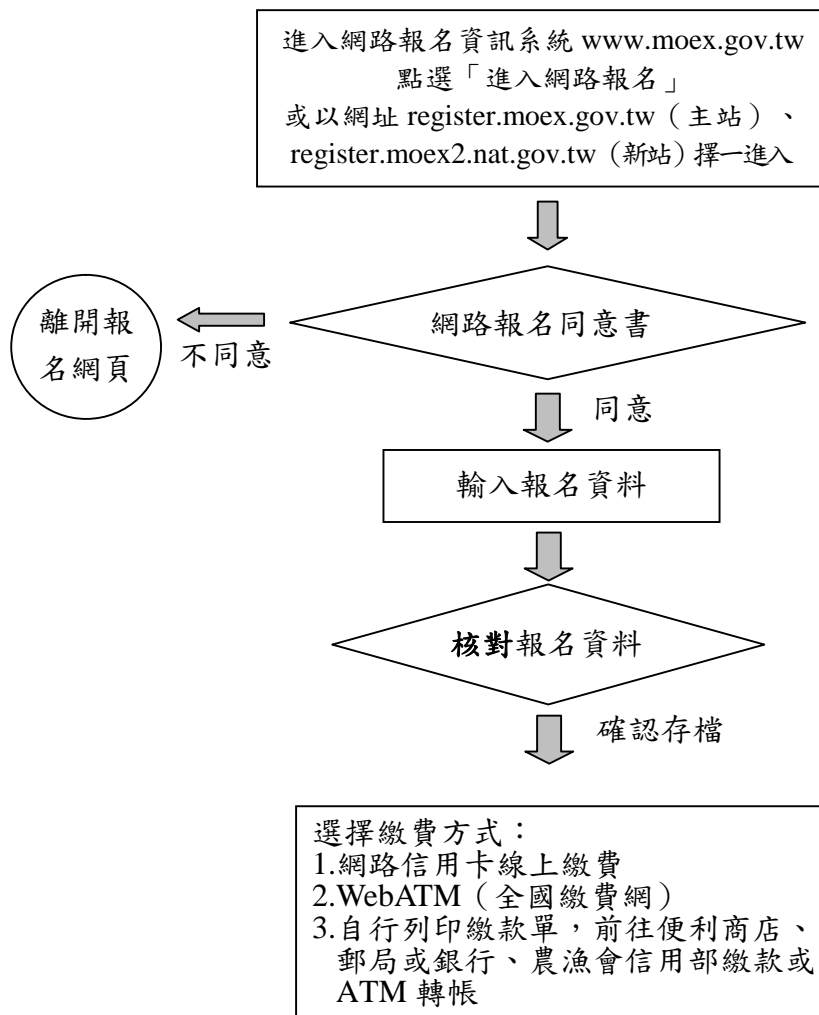 進入網路報名資訊系統 www.moex.gov.tw
點選「進入網路報名」
或以網址 register.moex.gov.tw（主站）、
register.moex2.nat.gov.tw（新站）擇一進入
網路報名同意書
離開報
名網頁
不同意
同意
輸入報名資料
核對報名資料
確認存檔
選擇繳費方式：
1.網路信用卡線上繳費
2.WebATM（全國繳費網）
3.自行列印繳款單，前往便利商店、
郵局或銀行、農漁會信用部繳款或
ATM 轉帳